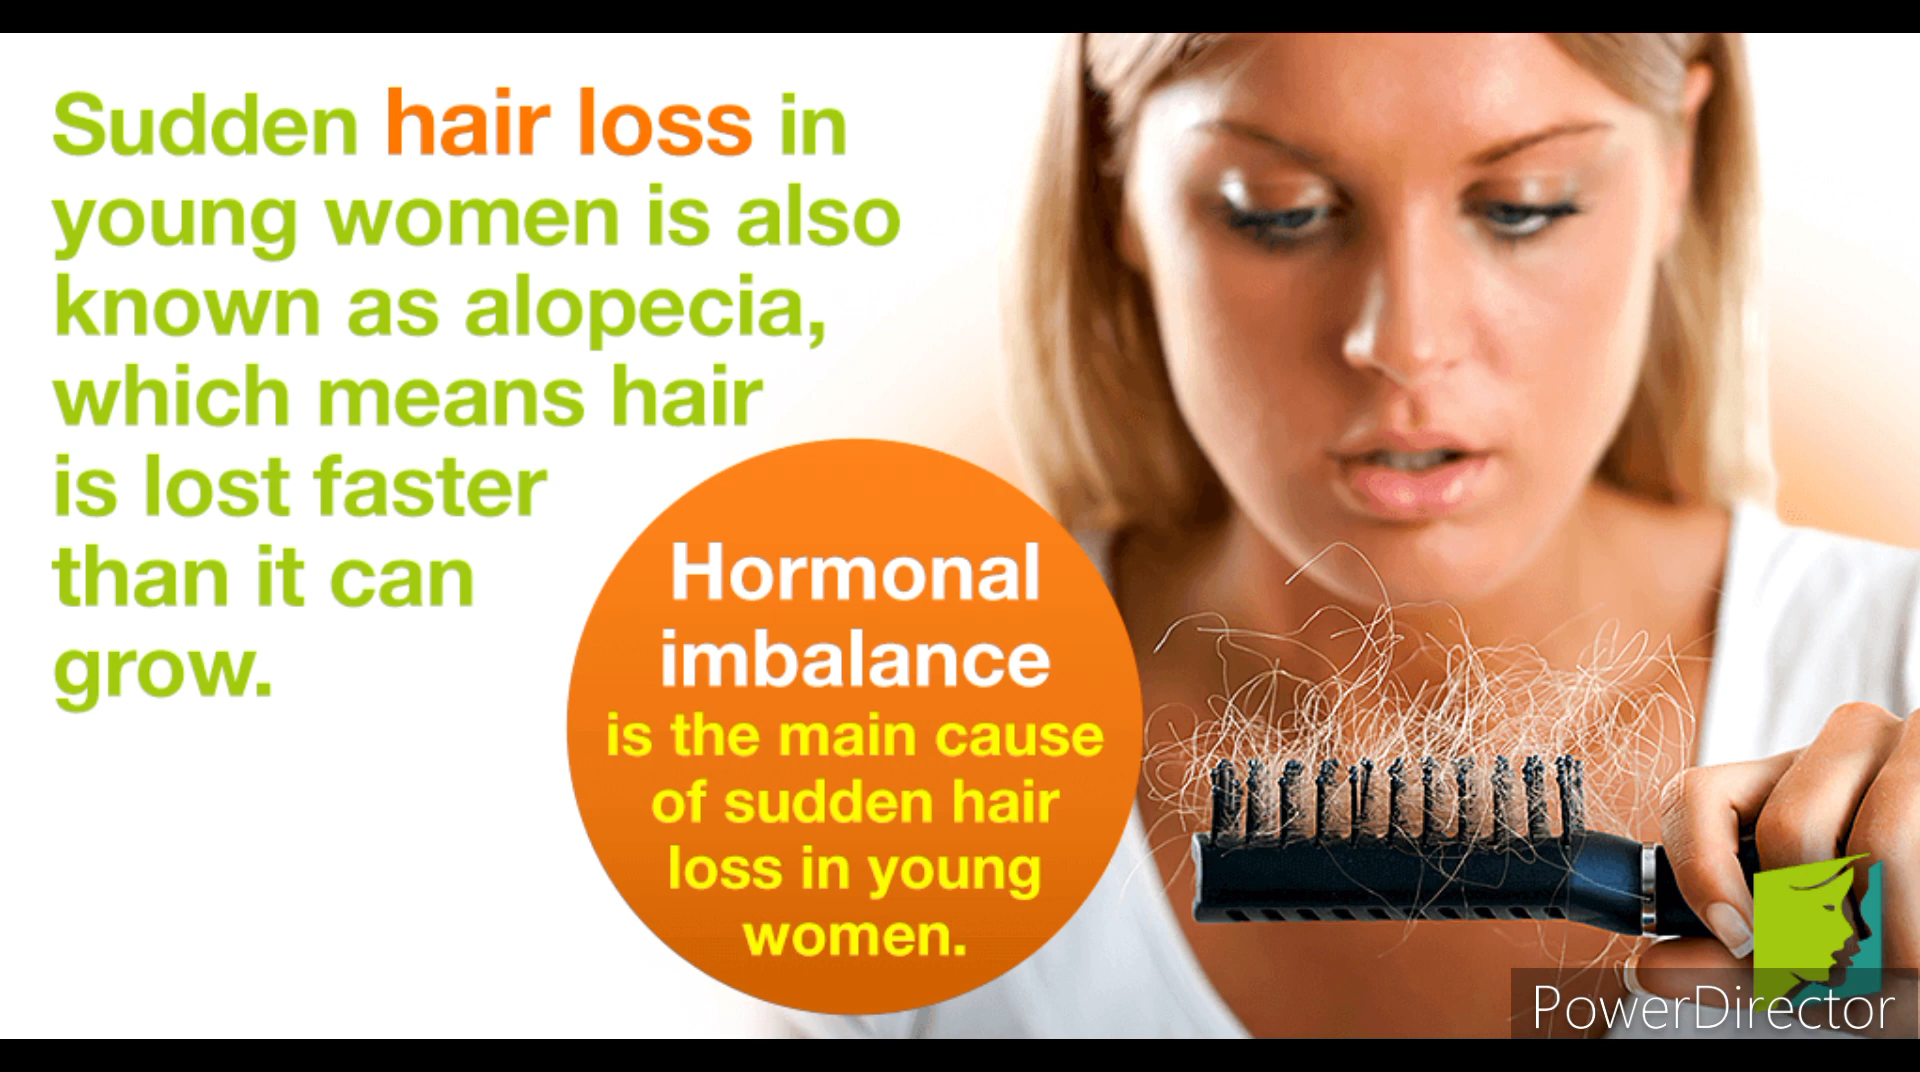 Sudden hair loss in
young women is also
known as alopecia,
which means hair
is lost faster
than it can
grow.
Hormonal
imbalance
is the main cause
of sudden hair
loss in young
women.
PowerDirector